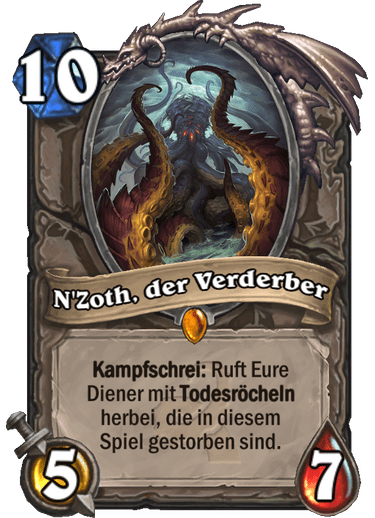 10
N'Zoth, der Verderber
Kampfschrei: Ruft Eure
Diener mit Todesröcheln
herbei, die in diesem
Spiel gestorben sind.
5
7